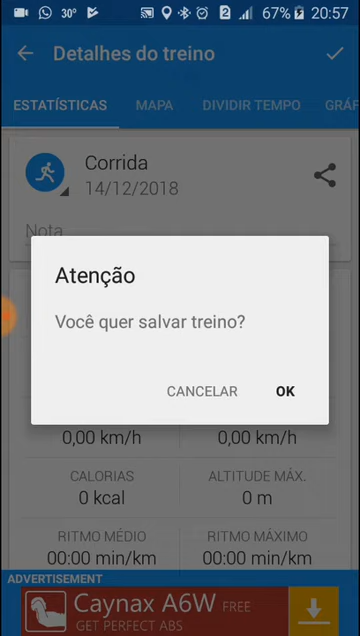 30° 2 67% 20:57
Detalhes do treino
ESTATÍSTICAS MAPA DIVIDIR TEMPO GRÁF
Corrida
14/12/2018
Nota
Atenção
Você quer salvar treino?
CANCELAR OK
0,00 km/h 0,00 km/h
CALORIAS ALTITUDE MÁX.
0 kcal 0 m
RITMO MÉDIO RITMO MÁXIMO
00:00 min/km 00:00 min/km
ADVERTISEMENT
Caynax A6W FREE
GET PERFECT ABS